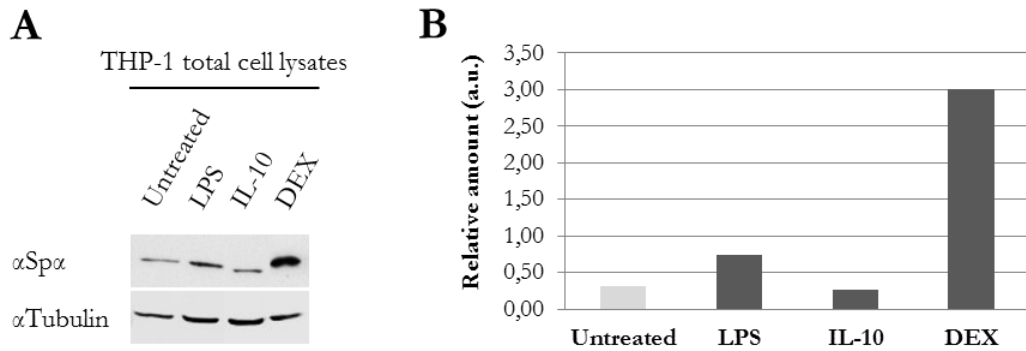 A
THP-1 total cell lysates
Untreated
LPS
IL-10
DEX
αSpα
αTubulin
B
Relative amount (a.u.)
3,50
3,00
2,50
2,00
1,50
1,00
0,50
0,00
Untreated
LPS
IL-10
DEX